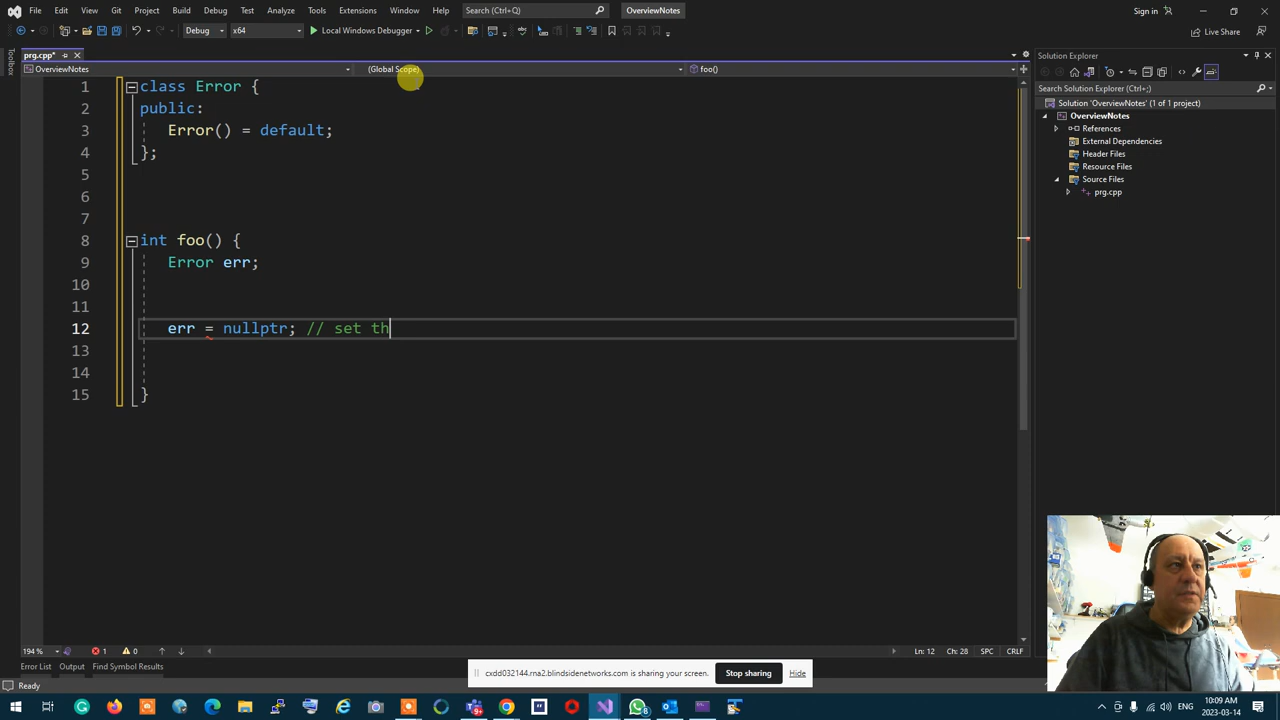 File Edit View Git Project Build Debug Test Analyze Tools Extensions Window Help Search (Ctrl+Q) OverviewNotes Sign in
Debug x64 Local Windows Debugger Live Share
prg.cpp*
Toolbox
OverviewNotes (Global Scope) foo()
1 class Error {
2 public:
3 Error() = default;
4 };
5
6
7
8 int foo() {
9 Error err;
10
11
12 err = nullptr; // set th
13
14
15 }
Solution Explorer
Search Solution Explorer (Ctrl+;)
Solution 'OverviewNotes' (1 of 1 project)
OverviewNotes
References
External Dependencies
Header Files
Resource Files
Source Files
prg.cpp
194 % 1 0 Ln: 12 Ch: 28 SPC CRLF
Error List Output Find Symbol Results
cxdd032144.rna2.blindsidenetworks.com is sharing your screen. Stop sharing Hide
Ready
10:09 AM
2023-03-14